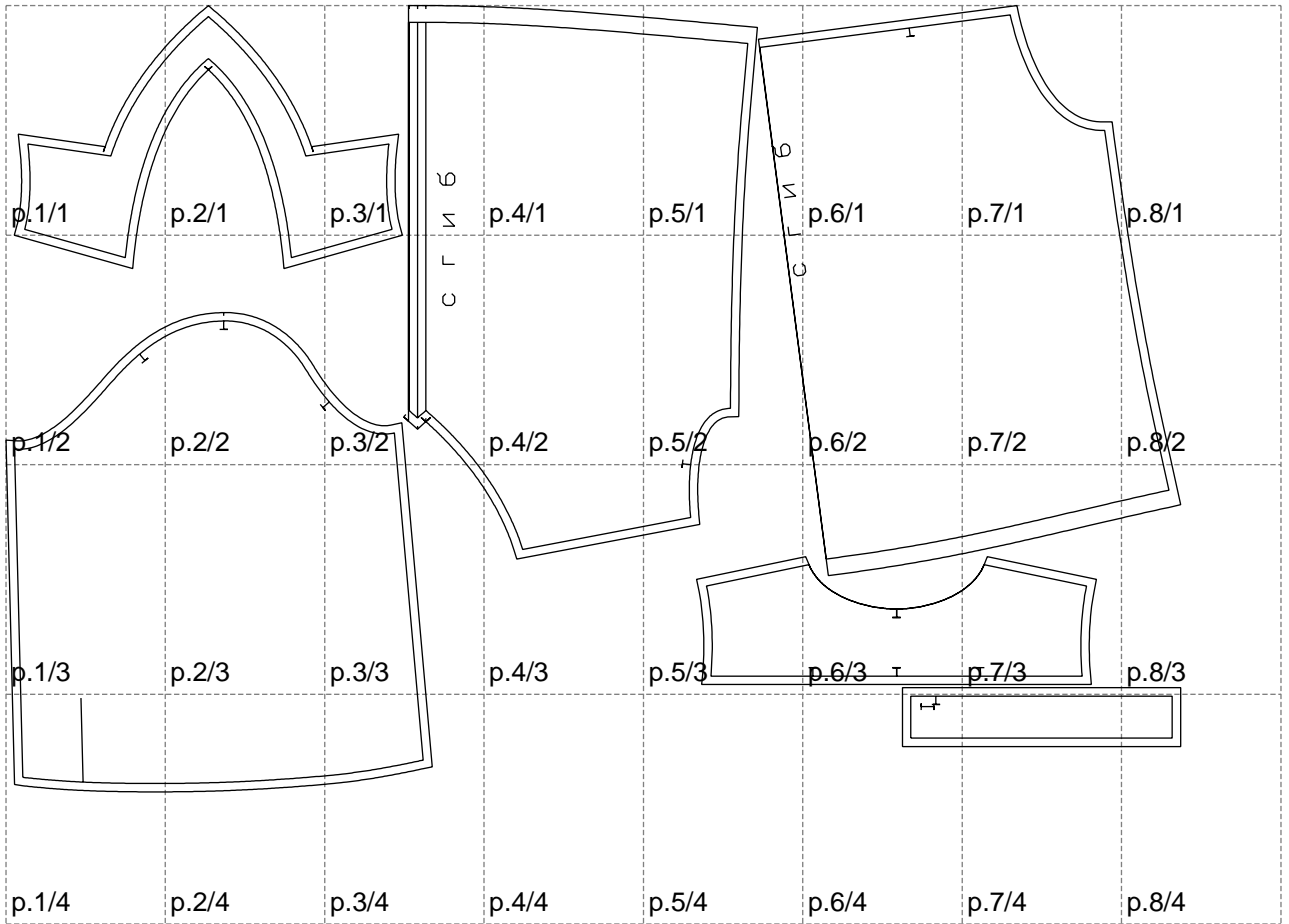 С Г И Б
С Г И Б
p.1/1 p.2/1 p.3/1 p.4/1 p.5/1 p.6/1 p.7/1 p.8/1
p.1/2 p.2/2 p.3/2 p.4/2 p.5/2 p.6/2 p.7/2 p.8/2
p.1/3 p.2/3 p.3/3 p.4/3 p.5/3 p.6/3 p.7/3 p.8/3
p.1/4 p.2/4 p.3/4 p.4/4 p.5/4 p.6/4 p.7/4 p.8/4